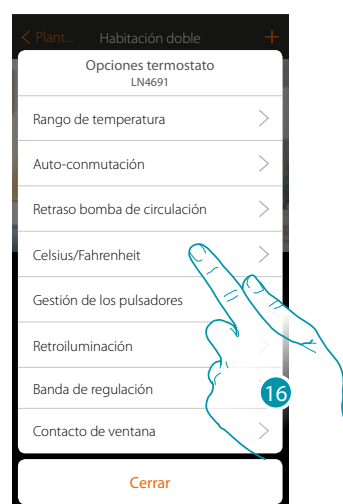 Plant... Habitación doble +
Opciones termostato
LN4691
Rango de temperatura
Auto-conmutación
Retraso bomba de circulación
Celsius/Fahrenheit
Gestión de los pulsadores
Retroiluminación
Banda de regulación
16
Contacto de ventana
Cerrar